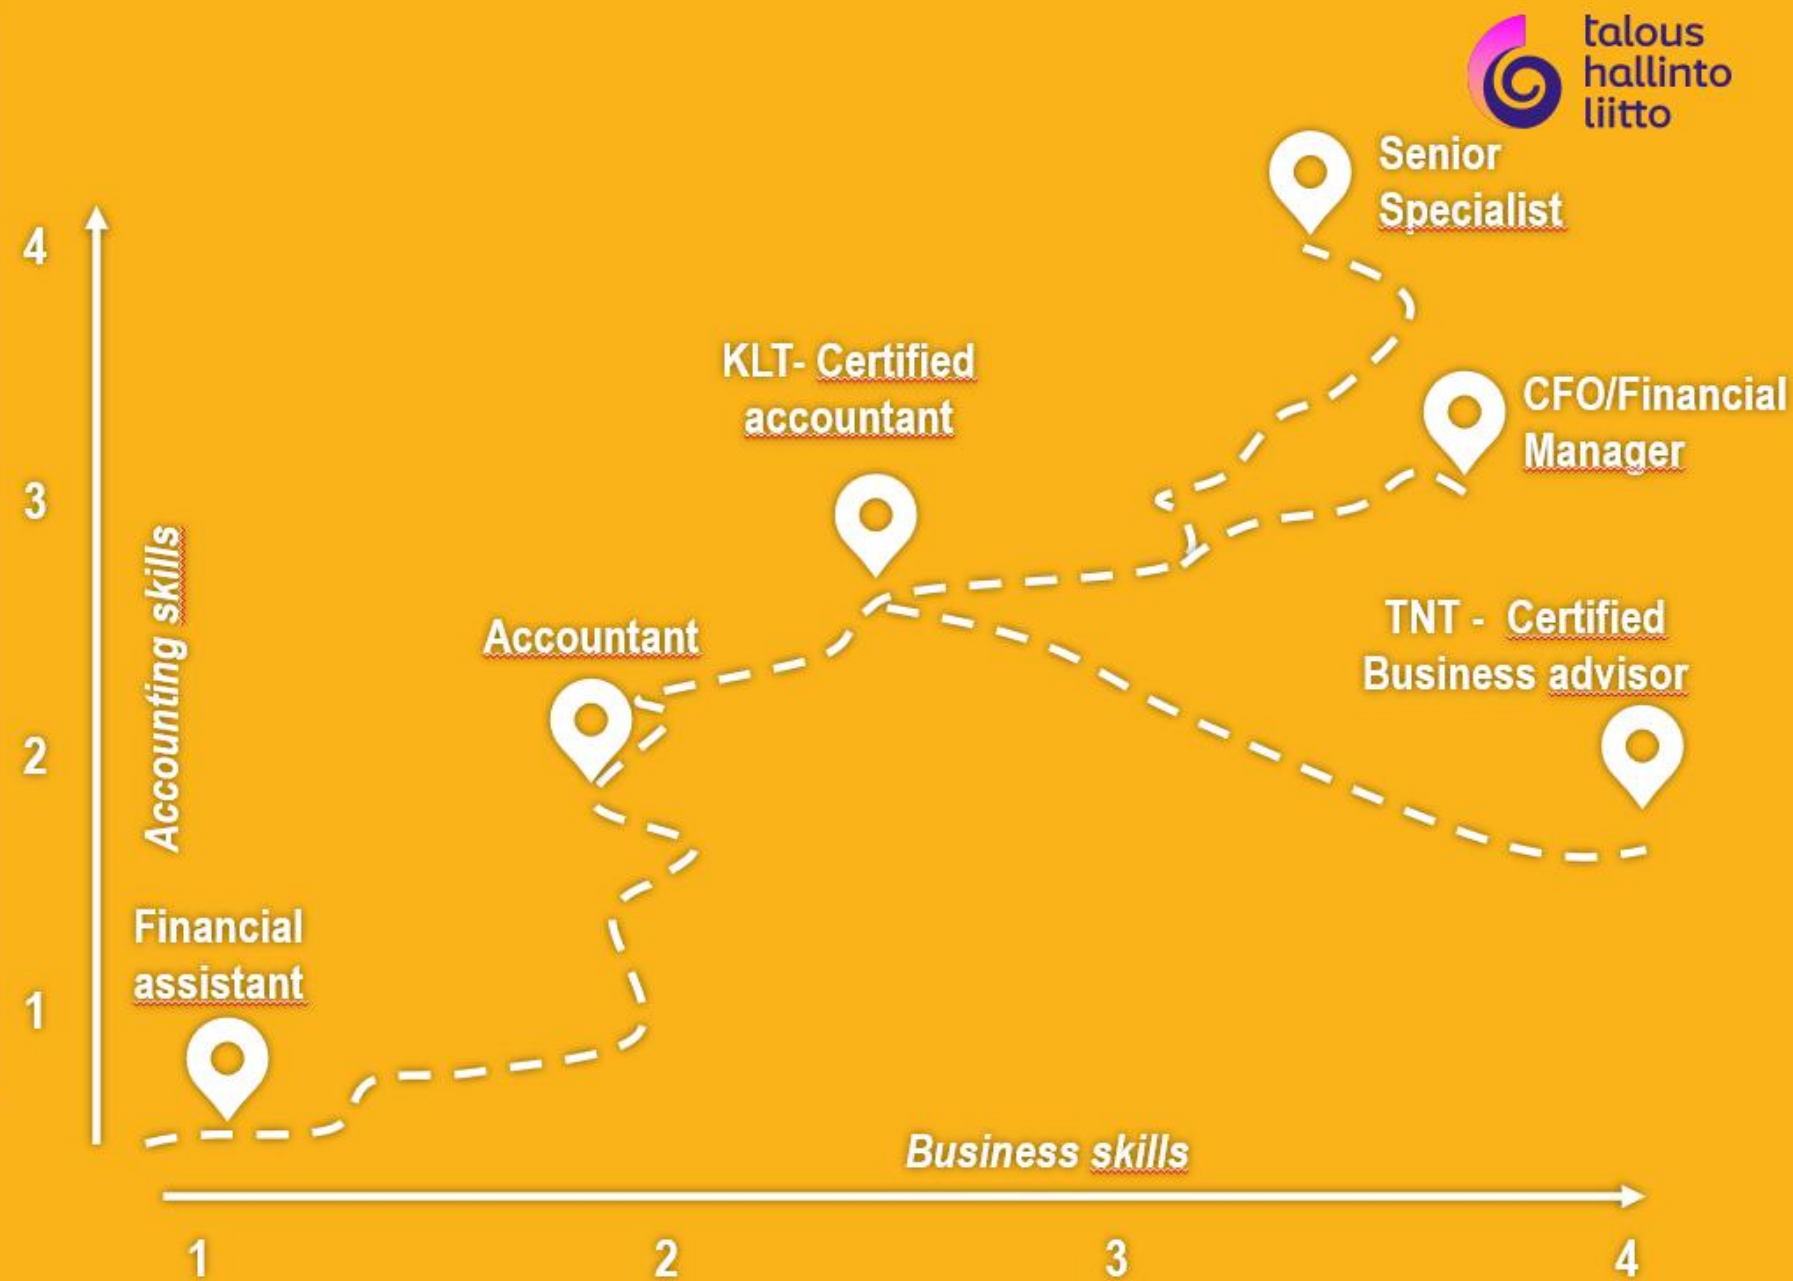 talous
hallinto
liitto
Senior
Specialist
KLT- Certified
accountant
CFO/Financial
Manager
Accountant
TNT - Certified
Business advisor
Financial
assistant
Accounting skills
4
3
2
1
Business skills
1
2
3
4